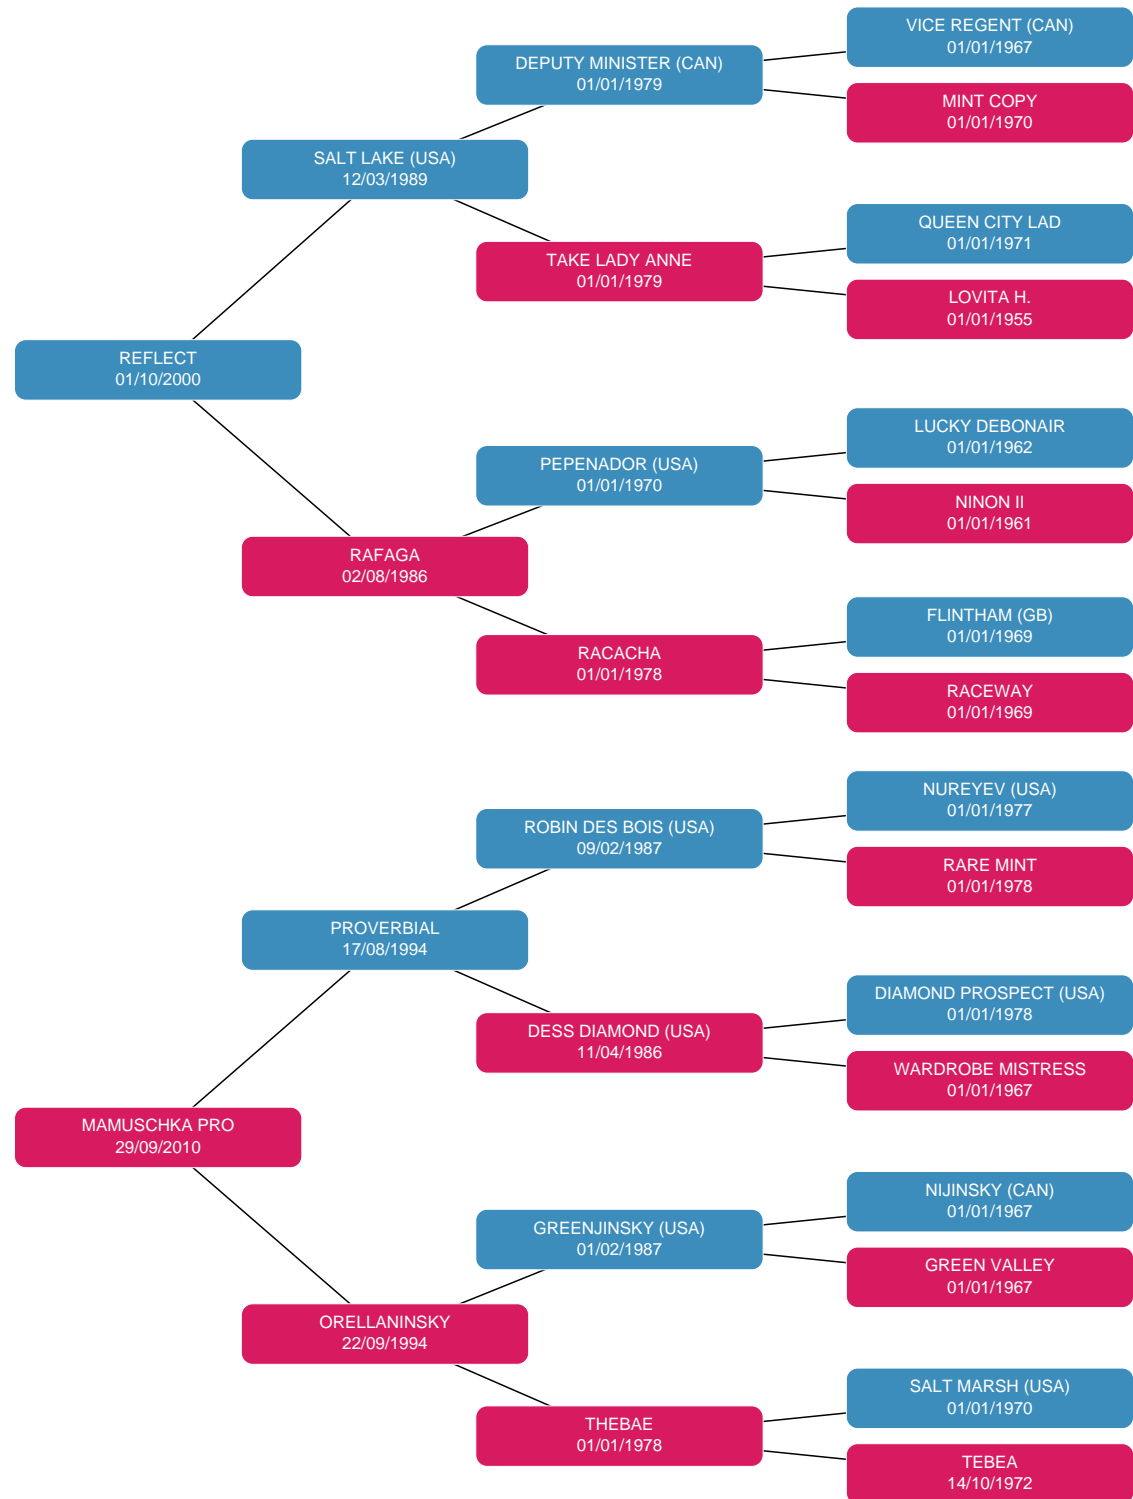 VICE REGENT (CAN)
01/01/1967
DEPUTY MINISTER (CAN)
01/01/1979
MINT COPY
01/01/1970
SALT LAKE (USA)
12/03/1989
QUEEN CITY LAD
01/01/1971
TAKE LADY ANNE
01/01/1979
LOVITA H.
01/01/1955
REFLECT
01/10/2000
LUCKY DEBONAIR
01/01/1962
PEPENADOR (USA)
01/01/1970
NINON II
01/01/1961
RAFAGA
02/08/1986
FLINTHAM (GB)
01/01/1969
RACACHA
01/01/1978
RACEWAY
01/01/1969
NUREYEV (USA)
01/01/1977
ROBIN DES BOIS (USA)
09/02/1987
RARE MINT
01/01/1978
PROVERBIAL
17/08/1994
DIAMOND PROSPECT (USA)
01/01/1978
DESS DIAMOND (USA)
11/04/1986
WARDROBE MISTRESS
01/01/1967
MAMUSCHKA PRO
29/09/2010
NIJINSKY (CAN)
01/01/1967
GREENJINSKY (USA)
01/02/1987
GREEN VALLEY
01/01/1967
ORELLANINSKY
22/09/1994
SALT MARSH (USA)
01/01/1970
THEBAE
01/01/1978
TEBEA
14/10/1972